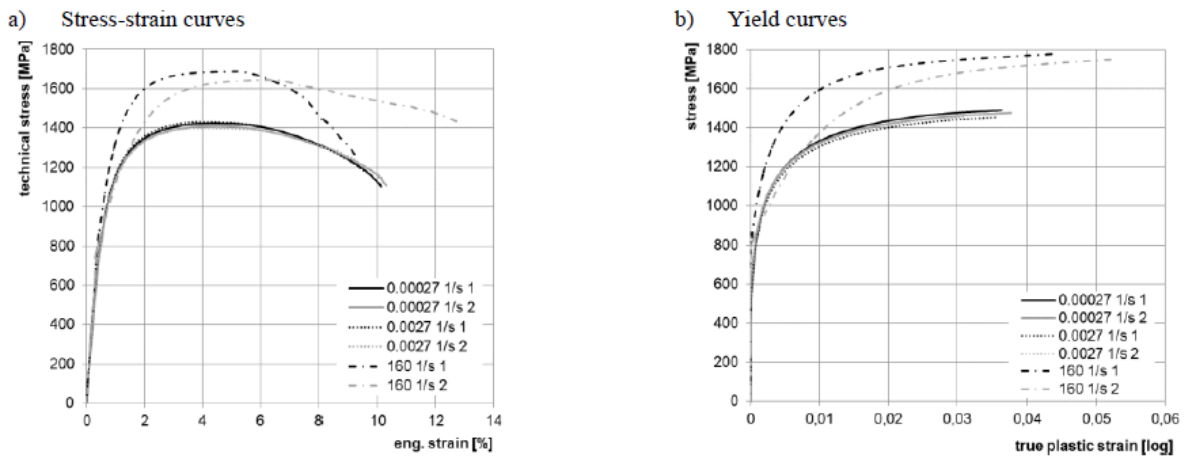 a) Stress-strain curves
technical stress [MPa]
1800
1600
1400
1200
1000
800
600
400
200
0
0 2 4 6 8 10 12 14
eng. strain [%]
0.00027 1/s 1
0.00027 1/s 2
0.0027 1/s 1
0.0027 1/s 2
160 1/s 1
160 1/s 2
b) Yield curves
stress [MPa]
1800
1600
1400
1200
1000
800
600
400
200
0
0 0,01 0,02 0,03 0,04 0,05 0,06
true plastic strain [log]
0.00027 1/s 1
0.00027 1/s 2
0.0027 1/s 1
0.0027 1/s 2
160 1/s 1
160 1/s 2